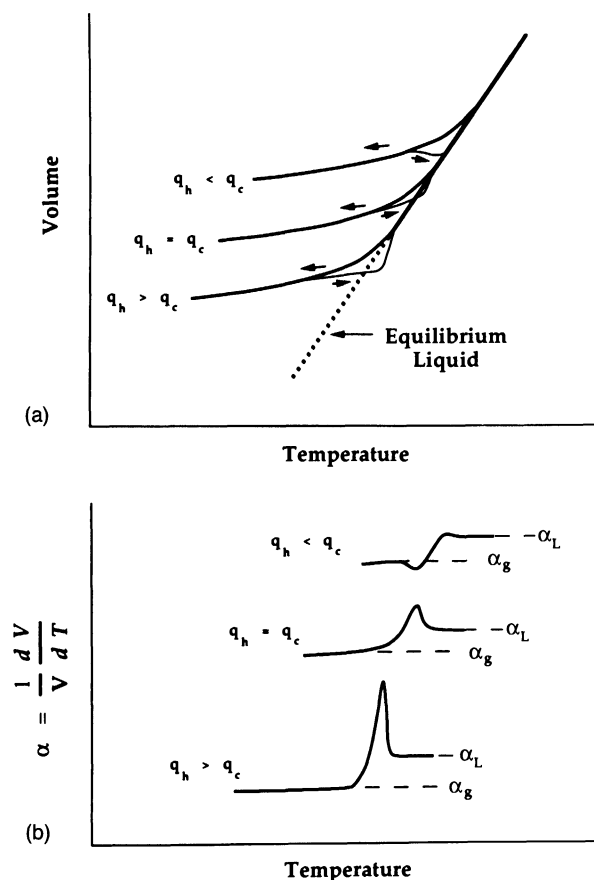 Volume
q_h < q_c
q_h = q_c
q_h > q_c
Equilibrium
Liquid
(a)
Temperature
α = 1/V dV/dT
q_h < q_c
α_L
α_g
q_h = q_c
α_L
α_g
q_h > q_c
α_L
α_g
(b)
Temperature